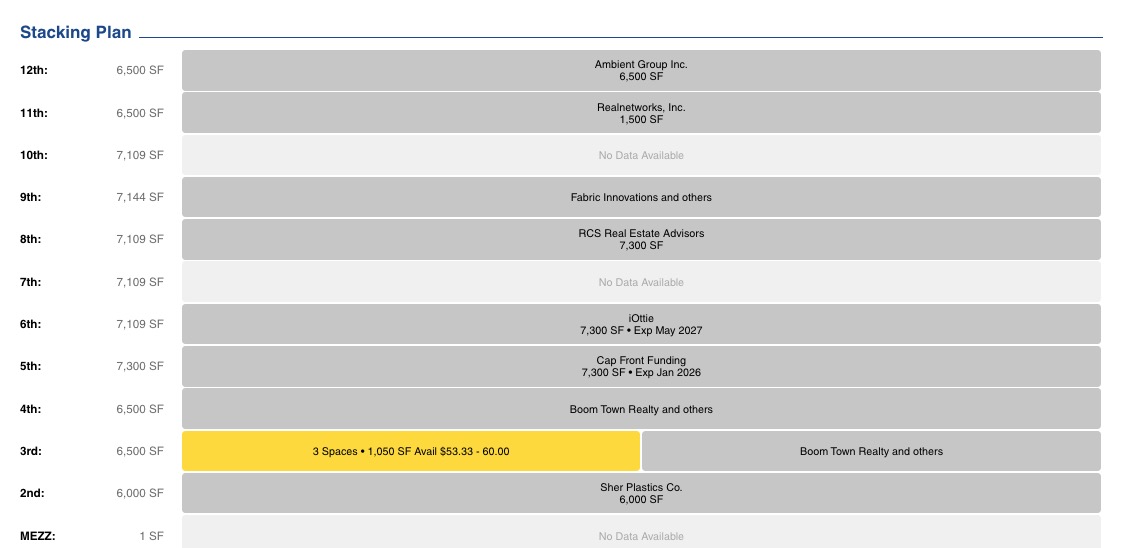 Stacking Plan
12th: 6,500 SF Ambient Group Inc.
6,500 SF
11th: 6,500 SF Realnetworks, Inc.
1,500 SF
10th: 7,109 SF No Data Available
9th: 7,144 SF Fabric Innovations and others
8th: 7,109 SF RCS Real Estate Advisors
7,300 SF
7th: 7,109 SF No Data Available
6th: 7,109 SF iOttie
7,300 SF • Exp May 2027
5th: 7,300 SF Cap Front Funding
7,300 SF • Exp Jan 2026
4th: 6,500 SF Boom Town Realty and others
3rd: 6,500 SF 3 Spaces • 1,050 SF Avail $53.33 - 60.00 Boom Town Realty and others
2nd: 6,000 SF Sher Plastics Co.
6,000 SF
MEZZ: 1 SF No Data Available